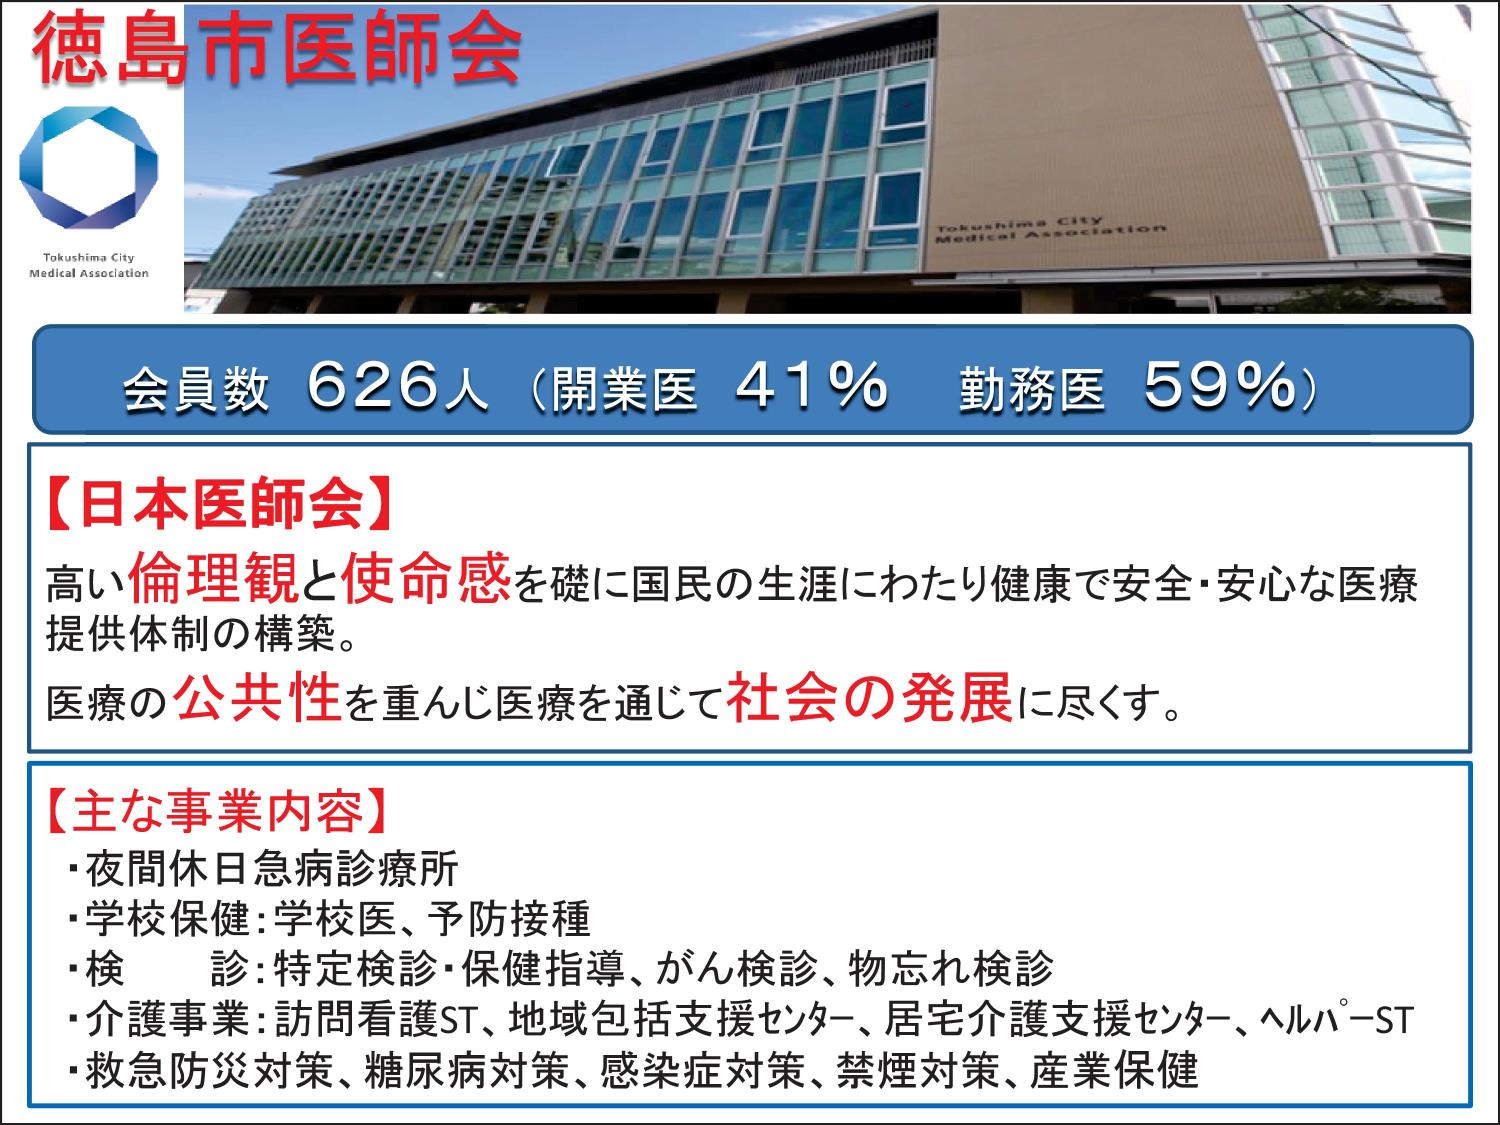 徳島市医師会
Tokushima City
Medical Association
Tokushima City
Medical Association
会員数 626人（開業医 41% 勤務医 59%）
【日本医師会】
高い倫理観と使命感を礎に国民の生涯にわたり健康で安全・安心な医療
提供体制の構築。
医療の公共性を重んじ医療を通じて社会の発展に尽くす。
【主な事業内容】
・夜間休日急病診療所
・学校保健：学校医、予防接種
・検　　診：特定検診・保健指導、がん検診、物忘れ検診
・介護事業：訪問看護ST、地域包括支援ｾﾝﾀｰ、居宅介護支援ｾﾝﾀｰ、ﾍﾙﾊﾟｰST
・救急防災対策、糖尿病対策、感染症対策、禁煙対策、産業保健